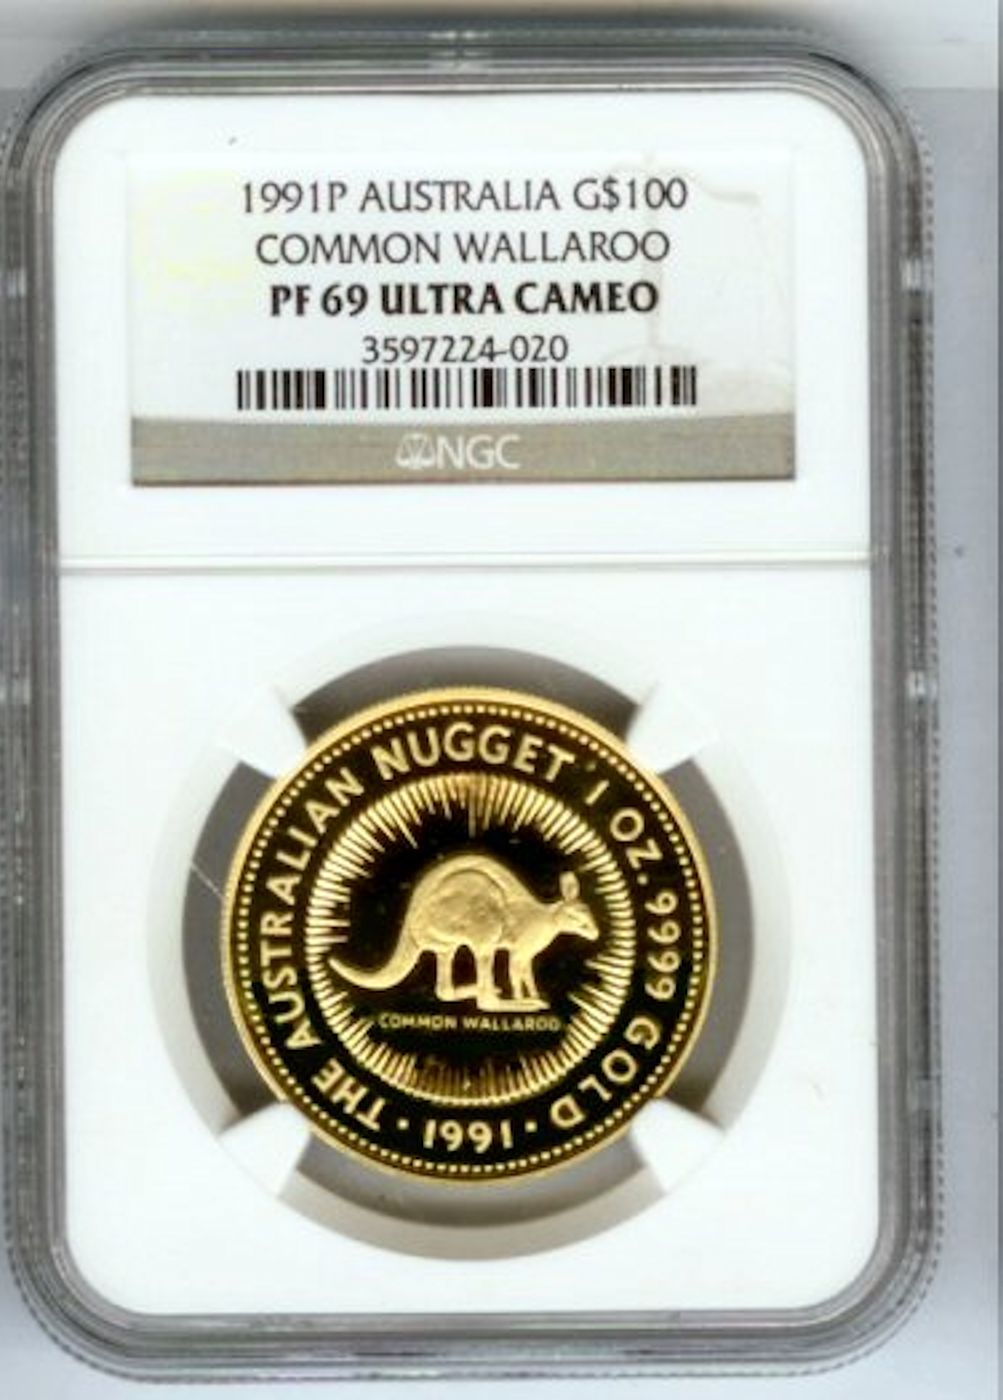 1991P AUSTRALIA G$100
COMMON WALLAROO
PF 69 ULTRA CAMEO
3597224-020
NGC
THE AUSTRALIAN NUGGET 1 OZ. 9999 GOLD
COMMON WALLAROO
· 1991 ·